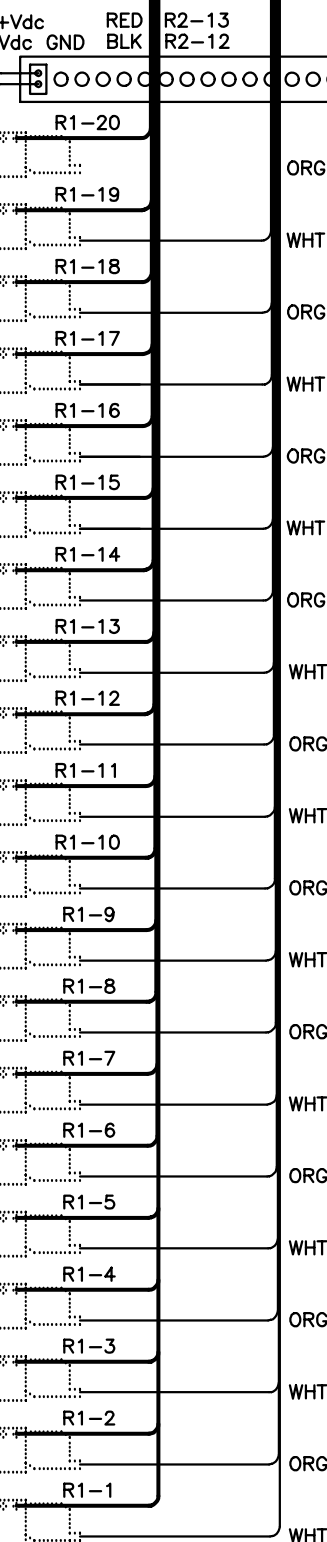 +Vdc RED R2-13
Vdc GND BLK R2-12
R1-20
ORG
R1-19
WHT
R1-18
ORG
R1-17
WHT
R1-16
ORG
R1-15
WHT
R1-14
ORG
R1-13
WHT
R1-12
ORG
R1-11
WHT
R1-10
ORG
R1-9
WHT
R1-8
ORG
R1-7
WHT
R1-6
ORG
R1-5
WHT
R1-4
ORG
R1-3
WHT
R1-2
ORG
R1-1
WHT